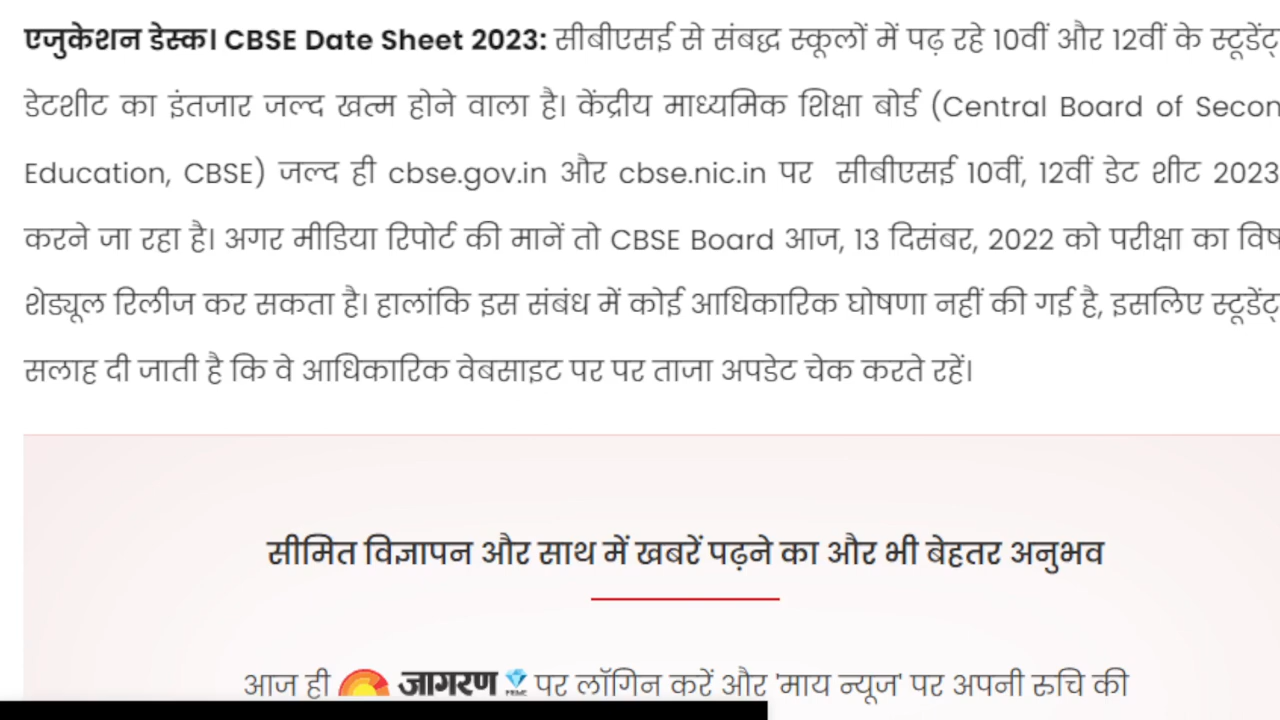 एजुकेशन डेस्क। CBSE Date Sheet 2023: सीबीएसई से संबद्ध स्कूलों में पढ़ रहे 10वीं और 12वीं के
डेटशीट का इंतजार जल्द खत्म होने वाला है। केंद्रीय माध्यमिक शिक्षा बोर्ड (Central Board of Secon
Education, CBSE) जल्द ही cbse.gov.in और cbse.nic.in पर सीबीएसई 10वीं, 12वीं डेट शीट 2023
करने जा रहा है। अगर मीडिया रिपोर्ट की मानें तो CBSE Board आज, 13 दिसंबर, 2022 को परीक्षा का
शेड्यूल रिलीज कर सकता है। हालांकि इस संबंध में कोई आधिकारिक घोषणा नहीं की गई है, इसलिए
सलाह दी जाती है कि वे आधिकारिक वेबसाइट पर पर ताजा अपडेट चेक करते रहें।
सीमित विज्ञापन और साथ में खबरें पढ़ने का और भी बेहतर अनुभव
आज ही जागरण PRIME पर लॉगिन करें और 'माय न्यूज' पर अपनी रुचि की